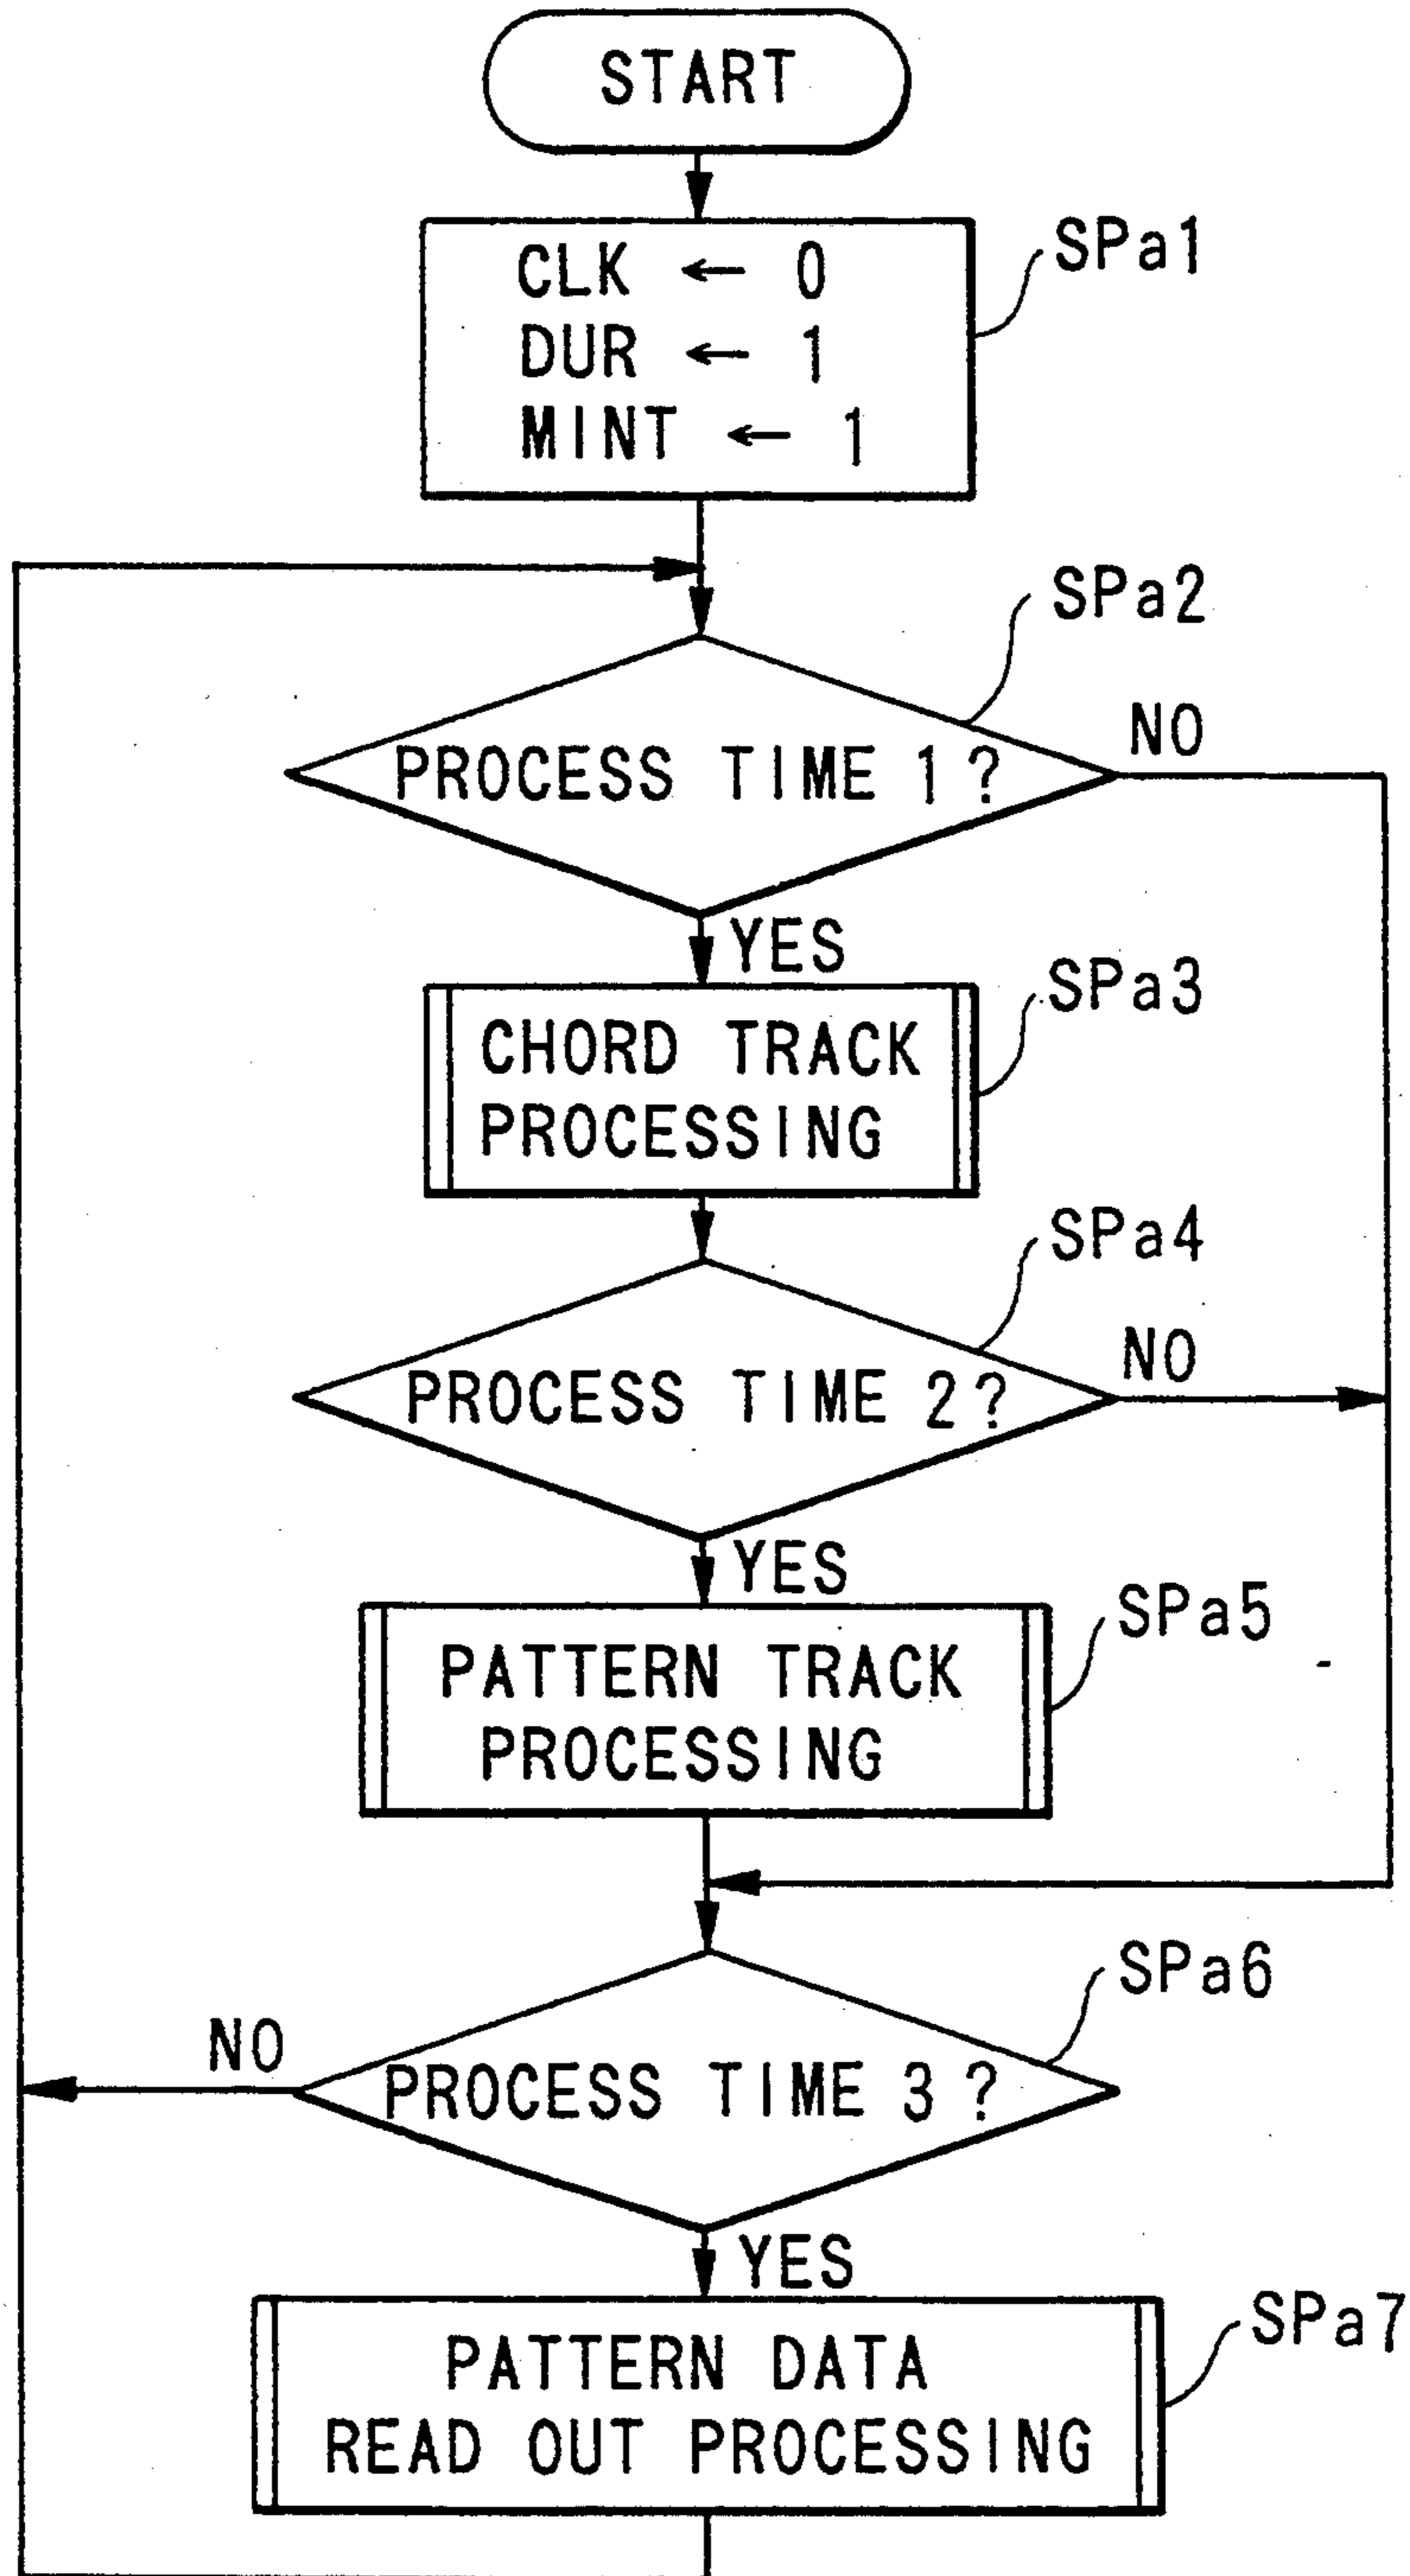 START
CLK ← 0
DUR ← 1
MINT ← 1
SPa1
SPa2
PROCESS TIME 1?
NO
YES
SPa3
CHORD TRACK
PROCESSING
SPa4
PROCESS TIME 2?
NO
YES
SPa5
PATTERN TRACK
PROCESSING
SPa6
NO
PROCESS TIME 3?
YES
SPa7
PATTERN DATA
READ OUT PROCESSING